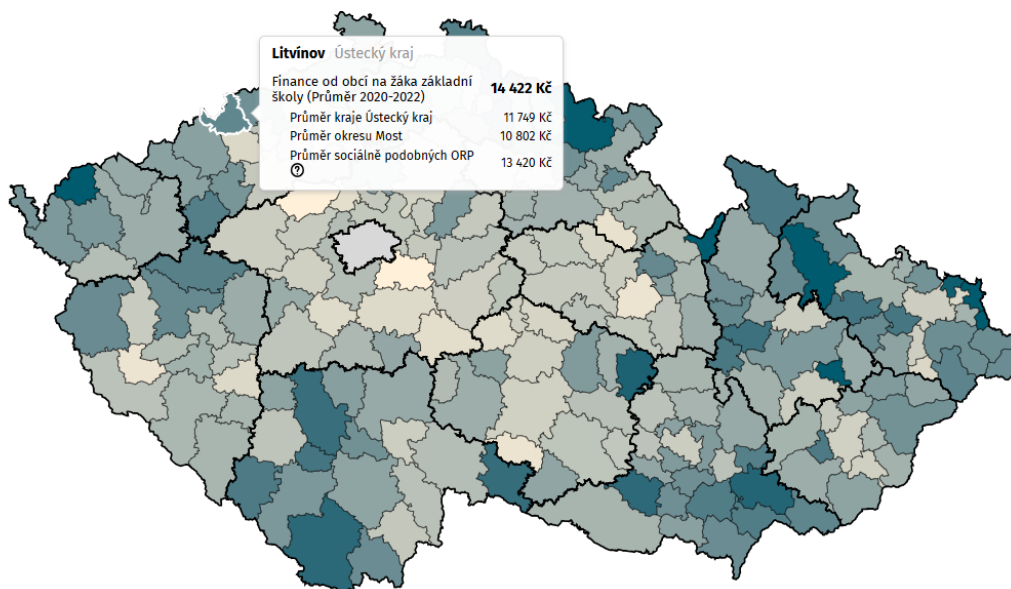 Litvínov Ústecký kraj
Finance od obcí na žáka základní
školy (Průměr 2020-2022) 14 422 Kč
Průměr kraje Ústecký kraj 11 749 Kč
Průměr okresu Most 10 802 Kč
Průměr sociálně podobných ORP 13 420 Kč
?